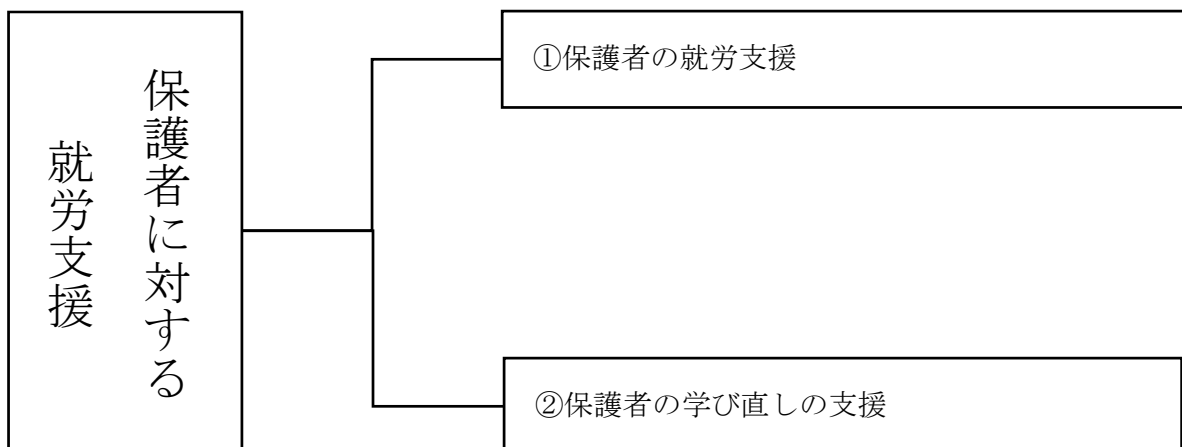 保護者に対する
就労支援
①保護者の就労支援
②保護者の学び直しの支援